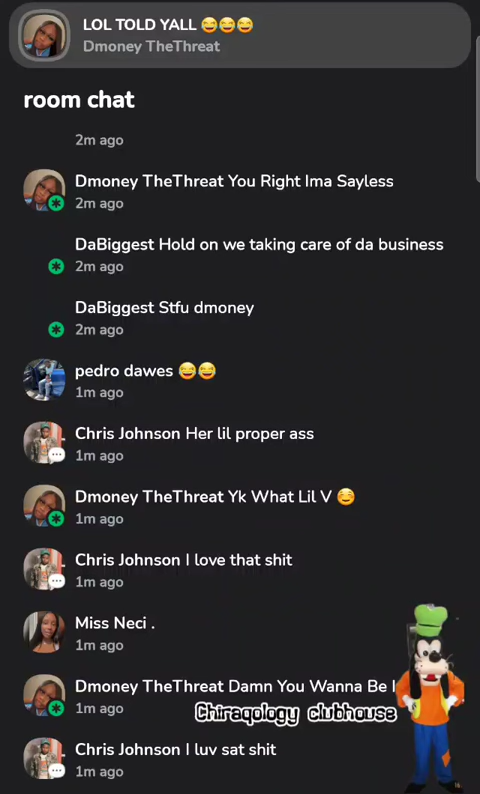 LOL TOLD YALL 😂😂😂
Dmoney TheThreat
room chat
2m ago
Dmoney TheThreat You Right Ima Sayless
2m ago
DaBiggest Hold on we taking care of da business
2m ago
DaBiggest Stfu dmoney
2m ago
pedro dawes 😂😂
1m ago
Chris Johnson Her lil proper ass
1m ago
Dmoney TheThreat Yk What Lil V ☺️
1m ago
Chris Johnson I love that shit
1m ago
Miss Neci .
1m ago
Dmoney TheThreat Damn You Wanna Be
1m ago
Chiraqology clubhouse
Chris Johnson I luv sat shit
1m ago